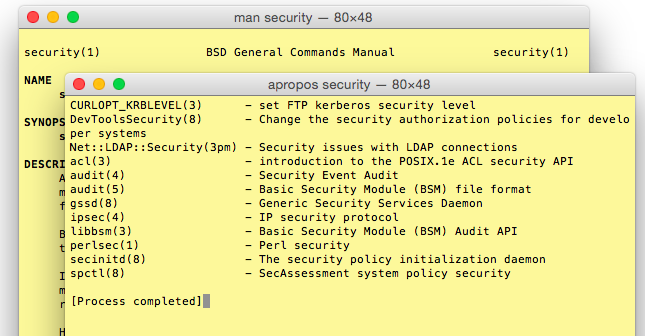 man security — 80×48
security(1) BSD General Commands Manual security(1)
NAME
SYNOPS
DESCRI
apropos security — 80×48
CURLOPT_KRBLEVEL(3) - set FTP kerberos security level
DevToolsSecurity(8) - Change the security authorization policies for develo
per systems
Net::LDAP::Security(3pm) - Security issues with LDAP connections
acl(3) - introduction to the POSIX.1e ACL security API
audit(4) - Security Event Audit
audit(5) - Basic Security Module (BSM) file format
gssd(8) - Generic Security Services Daemon
ipsec(4) - IP security protocol
libbsm(3) - Basic Security Module (BSM) Audit API
perlsec(1) - Perl security
secinitd(8) - The security policy initialization daemon
spctl(8) - SecAssessment system policy security
[Process completed]